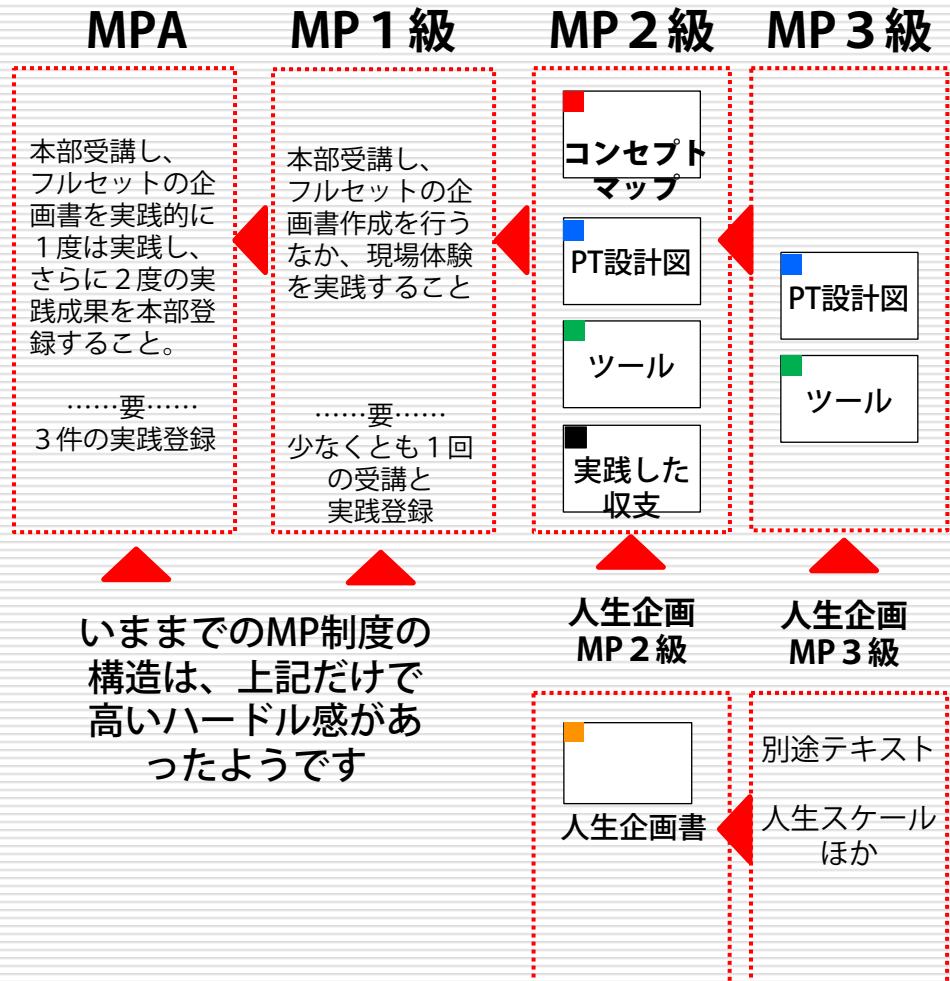 MPA
MP１級
MP２級
MP３級
本部受講し、
フルセットの企
画書を実践的に
１度は実践し、
さらに２度の実
践成果を本部登
録すること。
……要……
３件の実践登録
本部受講し、
フルセットの企
画書作成を行う
なか、現場体験
を実践すること
……要……
少なくとも１回
の受講と
実践登録
コンセプト
マップ
PT設計図
ツール
実践した
収支
PT設計図
ツール
いままでのMP制度の
構造は、上記だけで
高いハードル感があ
ったようです
人生企画
MP２級
人生企画
MP３級
人生企画書
別途テキスト
人生スケール
ほか